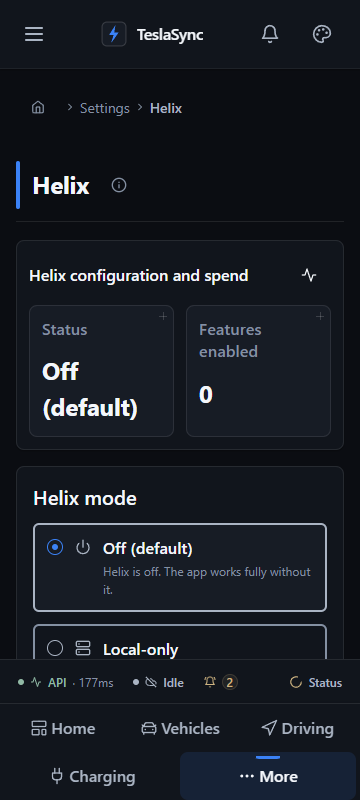 TeslaSync
Settings
Helix
Helix
Helix configuration and spend
Status
Off
(default)
Features
enabled
0
Helix mode
Off (default)
Helix is off. The app works fully without
it.
Local-only
API · 177ms
Idle
2
Status
Home
Vehicles
Driving
Charging
More